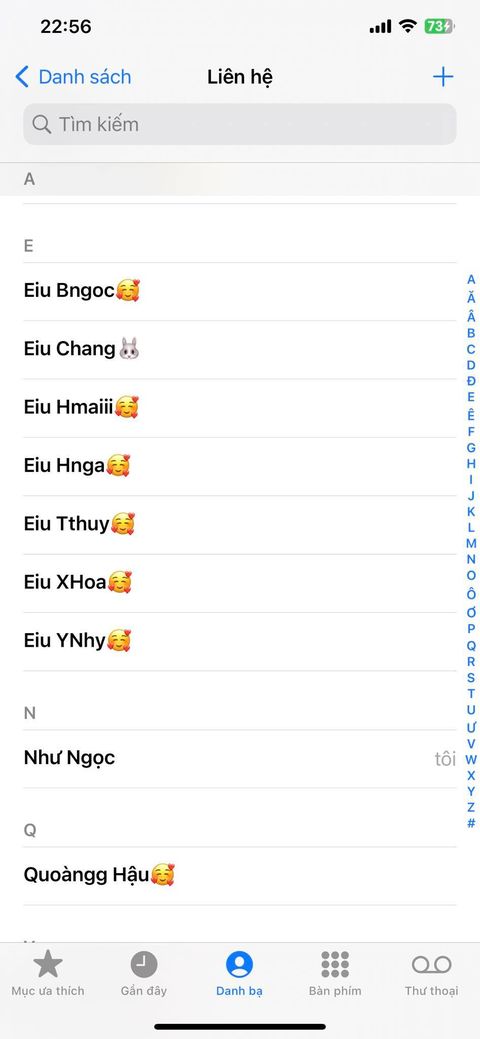 22:56
73
Danh sách
Liên hệ
Tìm kiếm
A
E
Eiu Bngoc🥰
Eiu Chang🐰
Eiu Hmaiii🥰
Eiu Hnga🥰
Eiu Tthuy🥰
Eiu XHoa🥰
Eiu YNhy🥰
N
Như Ngọc
tôi
Q
Quoàngg Hậu🥰
A
Ă
Â
B
C
D
Đ
E
Ê
F
G
H
I
J
K
L
M
N
O
Ô
Ơ
P
Q
R
S
T
U
Ư
V
W
X
Y
Z
#
Mục ưa thích
Gần đây
Danh bạ
Bàn phím
Thư thoại